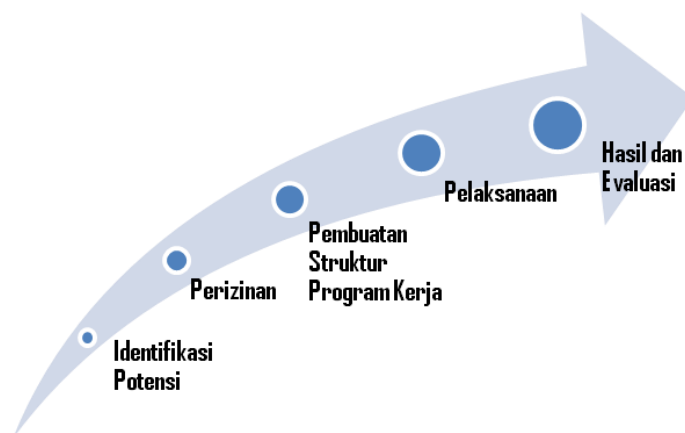 Identifikasi
Potensi
Perizinan
Pembuatan
Struktur
Program Kerja
Pelaksanaan
Hasil dan
Evaluasi